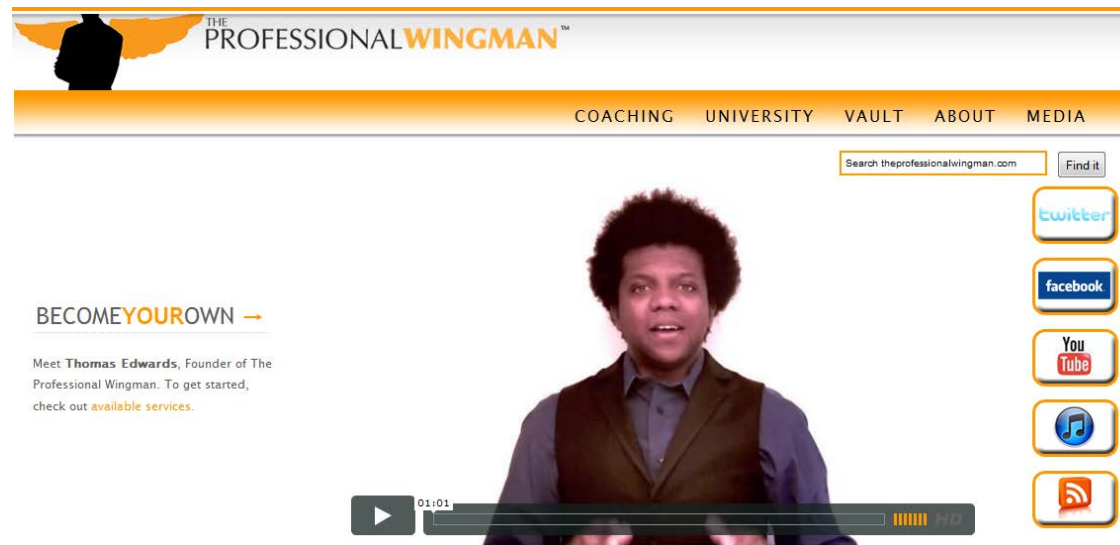 THE
PROFESSIONALWINGMAN™
COACHING UNIVERSITY VAULT ABOUT MEDIA
Search theprofessionalwingman.com Find it
twitter
facebook
You
Tube
BECOMEYOUROWN →
Meet Thomas Edwards, Founder of The
Professional Wingman. To get started,
check out available services.
01:01
HD